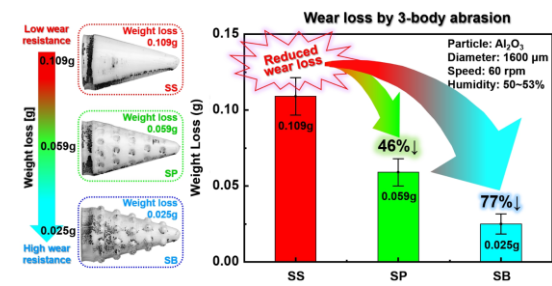 Low wear
resistance
0.109g
0.059g
0.025g
High wear
resistance
Weight loss [g]
Weight loss
0.109g
SS
Weight loss
0.059g
SP
Weight loss
0.025g
SB
Wear loss by 3-body abrasion
Weight Loss (g)
0.15
0.10
0.05
0.00
Reduced
wear loss
Particle: Al₂O₃
Diameter: 1600 μm
Speed: 60 rpm
Humidity: 50~53%
0.109g
46%↓
0.059g
77%↓
0.025g
SS
SP
SB